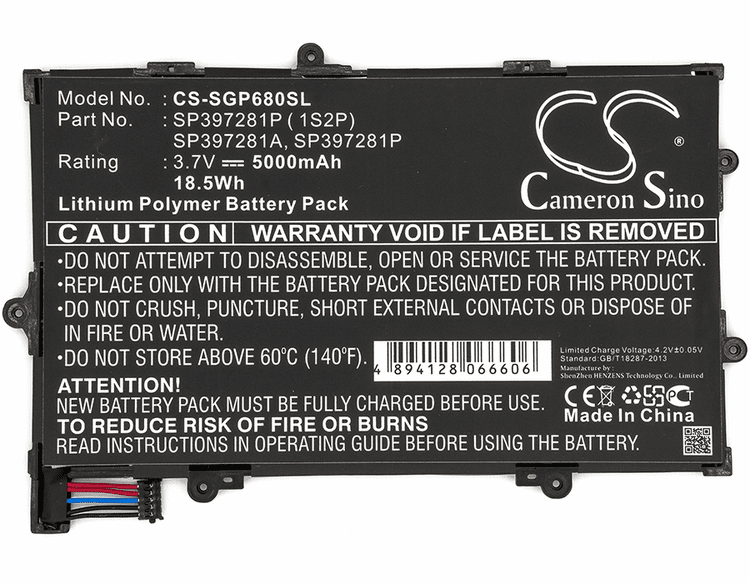 Model No. : CS-SGP680SL
Part No. : SP397281P ( 1S2P)
SP397281A, SP397281P
Rating : 3.7V 5000mAh
18.5Wh
Lithium Polymer Battery Pack
CS
®
Cameron Sino
CAUTION WARRANTY VOID IF LABEL IS REMOVED
•DO NOT ATTEMPT TO DISASSEMBLE, OPEN OR SERVICE THE BATTERY PACK.
•REPLACE ONLY WITH THE BATTERY PACK DESIGNATED FOR THIS PRODUCT.
•DO NOT CRUSH, PUNCTURE, SHORT EXTERNAL CONTACTS OR DISPOSE OF
IN FIRE OR WATER.
•DO NOT STORE ABOVE 60°C (140°F).
4 894128 066606
Limited Charge Voltage:4.2V±0.05V
Standard:GB/T18287-2013
Manufacture by :
ShenZhen HENZENS Technology Co., Limited
ATTENTION!
NEW BATTERY PACK MUST BE FULLY CHARGED BEFORE USE.
TO REDUCE RISK OF FIRE OR BURNS
READ INSTRUCTIONS IN OPERATING GUIDE BEFORE USING THE BATTERY.
CE
Made In China